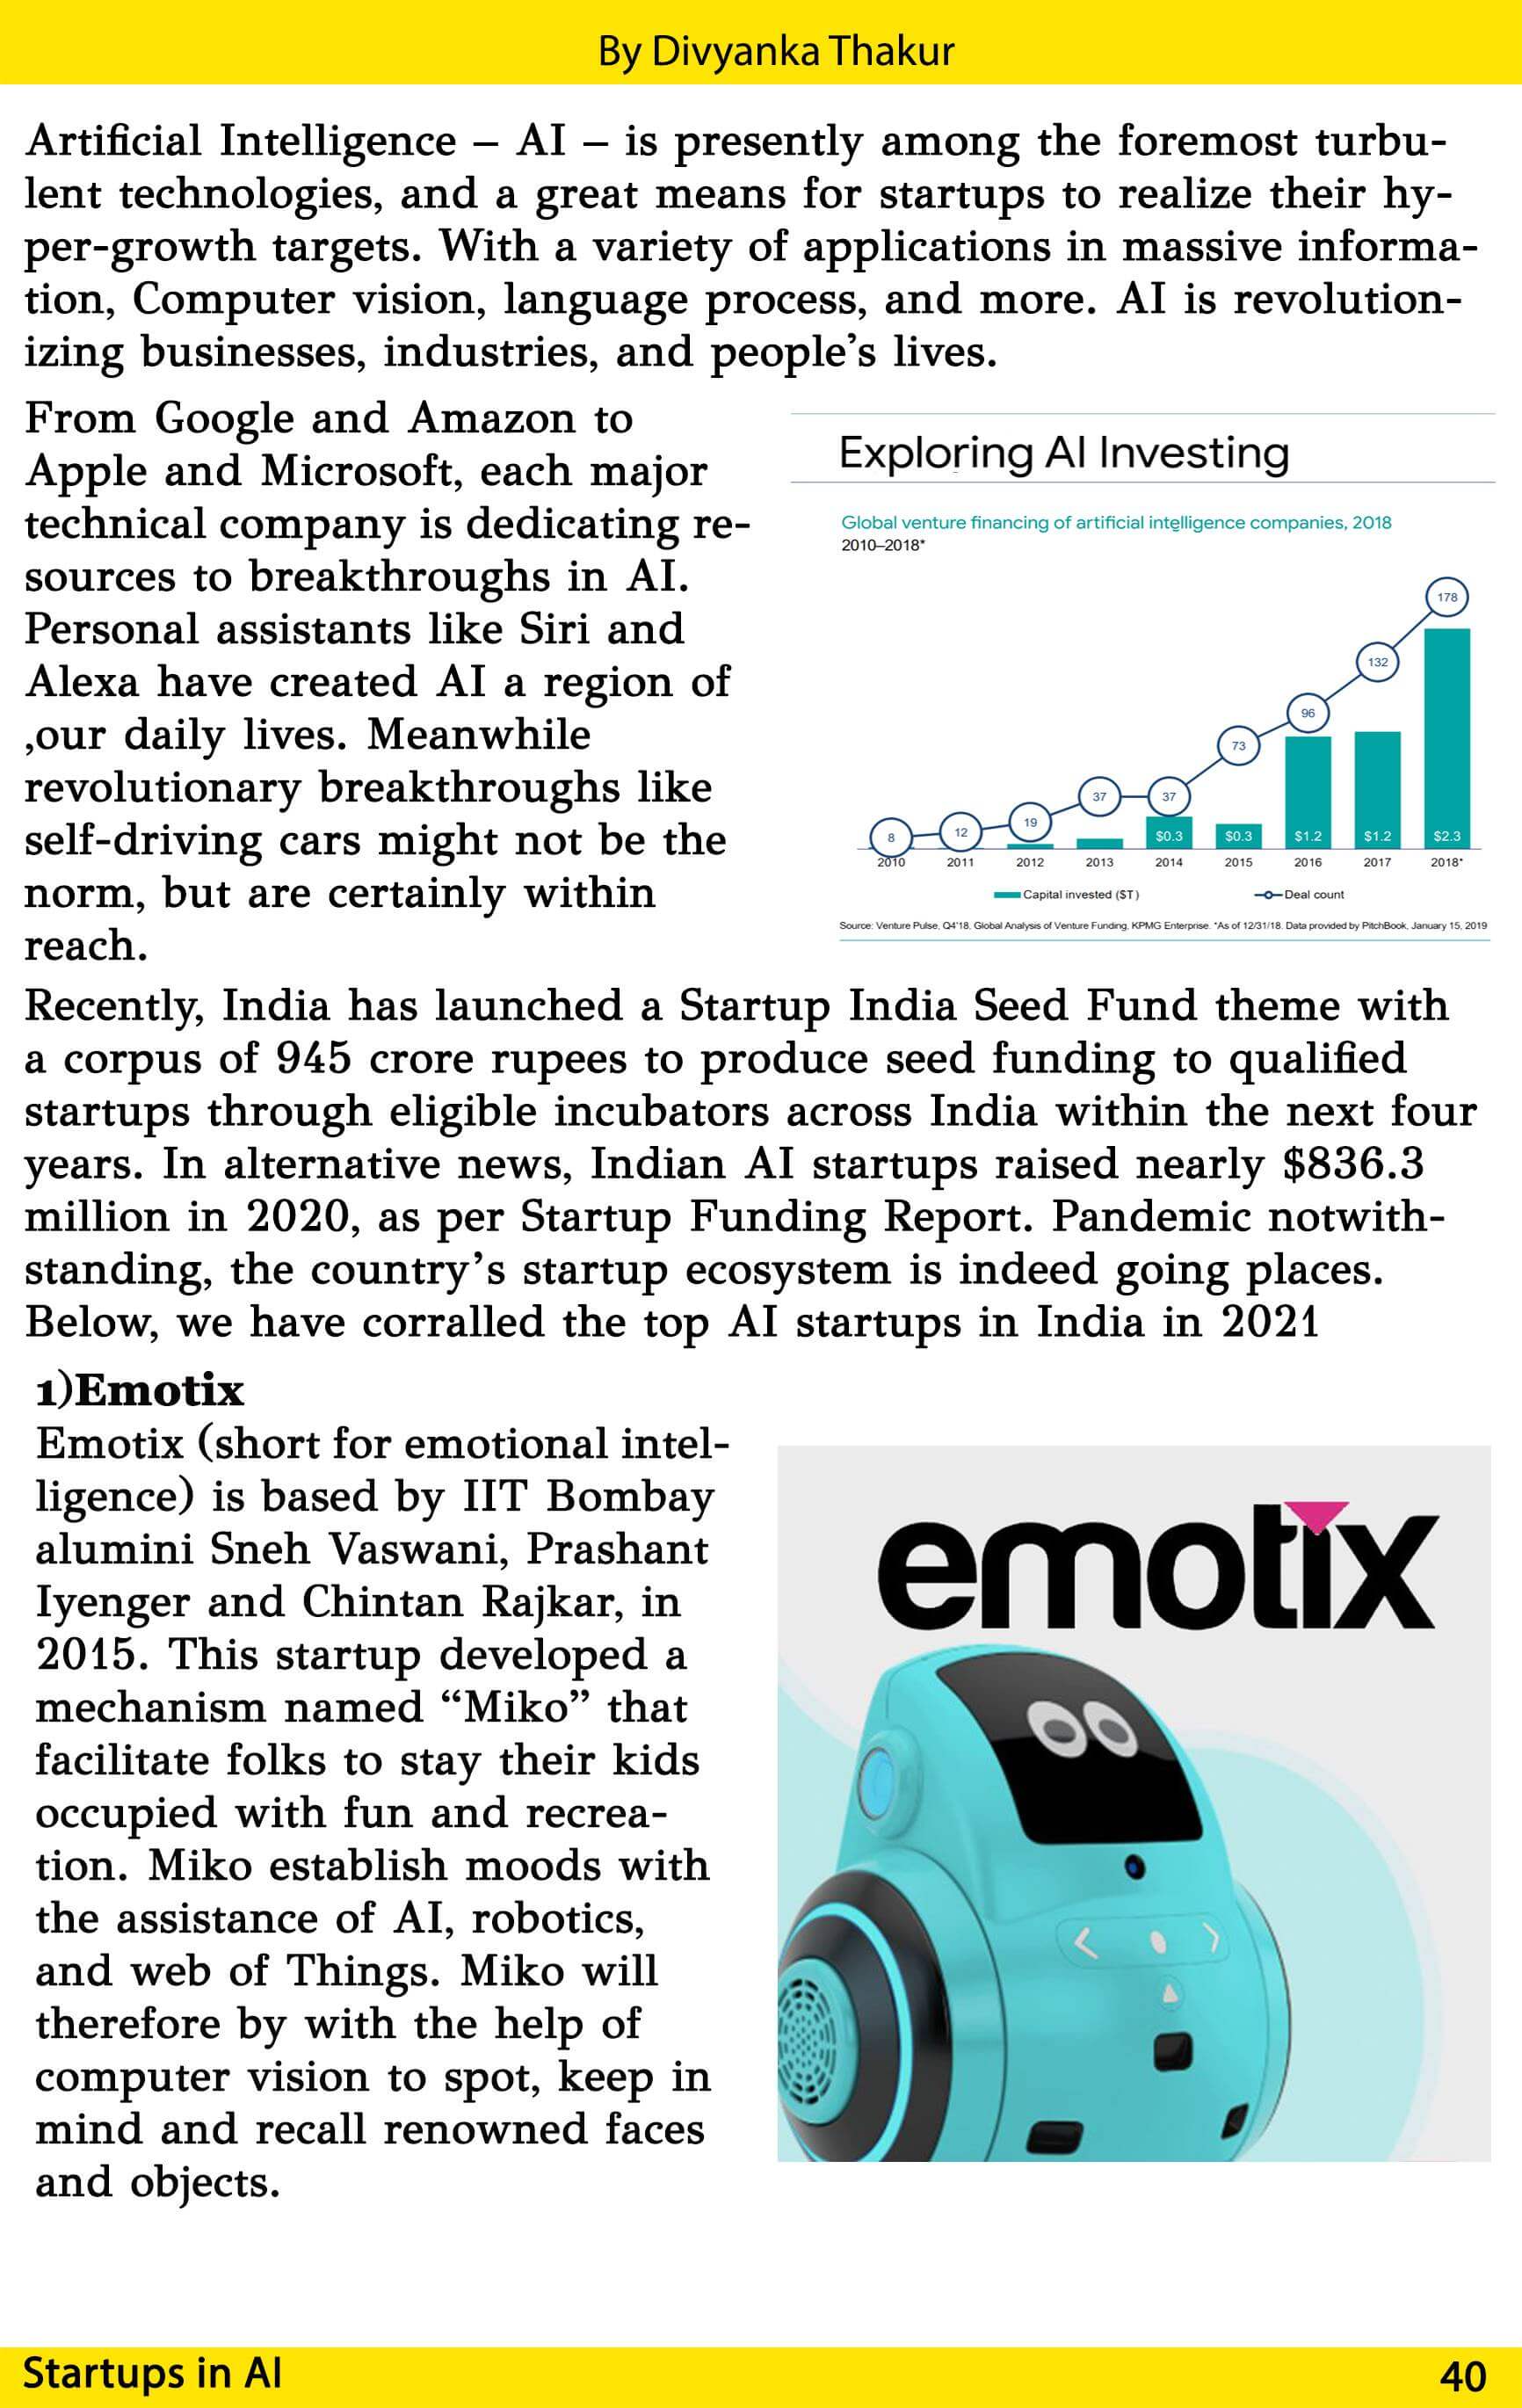 By Divyanka Thakur
Artificial Intelligence – AI – is presently among the foremost turbu-
lent technologies, and a great means for startups to realize their hy-
per-growth targets. With a variety of applications in massive informa-
tion, Computer vision, language process, and more. AI is revolution-
izing businesses, industries, and people’s lives.
From Google and Amazon to
Apple and Microsoft, each major
technical company is dedicating re-
sources to breakthroughs in AI.
Personal assistants like Siri and
Alexa have created AI a region of
,our daily lives. Meanwhile
revolutionary breakthroughs like
self-driving cars might not be the
norm, but are certainly within
reach.
Exploring AI Investing
Global venture financing of artificial intelligence companies, 2018
2010–2018*
178
132
96
73
37
37
19
12
8
$0.3
$0.3
$1.2
$1.2
$2.3
2010 2011 2012 2013 2014 2015 2016 2017 2018*
Capital invested ($T) Deal count
Source: Venture Pulse, Q4'18. Global Analysis of Venture Funding, KPMG Enterprise. *As of 12/31/18. Data provided by PitchBook, January 15, 2019
Recently, India has launched a Startup India Seed Fund theme with
a corpus of 945 crore rupees to produce seed funding to qualified
startups through eligible incubators across India within the next four
years. In alternative news, Indian AI startups raised nearly $836.3
million in 2020, as per Startup Funding Report. Pandemic notwith-
standing, the country’s startup ecosystem is indeed going places.
Below, we have corralled the top AI startups in India in 2021
1)Emotix
Emotix (short for emotional intel-
ligence) is based by IIT Bombay
alumini Sneh Vaswani, Prashant
Iyenger and Chintan Rajkar, in
2015. This startup developed a
mechanism named “Miko” that
facilitate folks to stay their kids
occupied with fun and recrea-
tion. Miko establish moods with
the assistance of AI, robotics,
and web of Things. Miko will
therefore by with the help of
computer vision to spot, keep in
mind and recall renowned faces
and objects.
emotix
Startups in AI
40